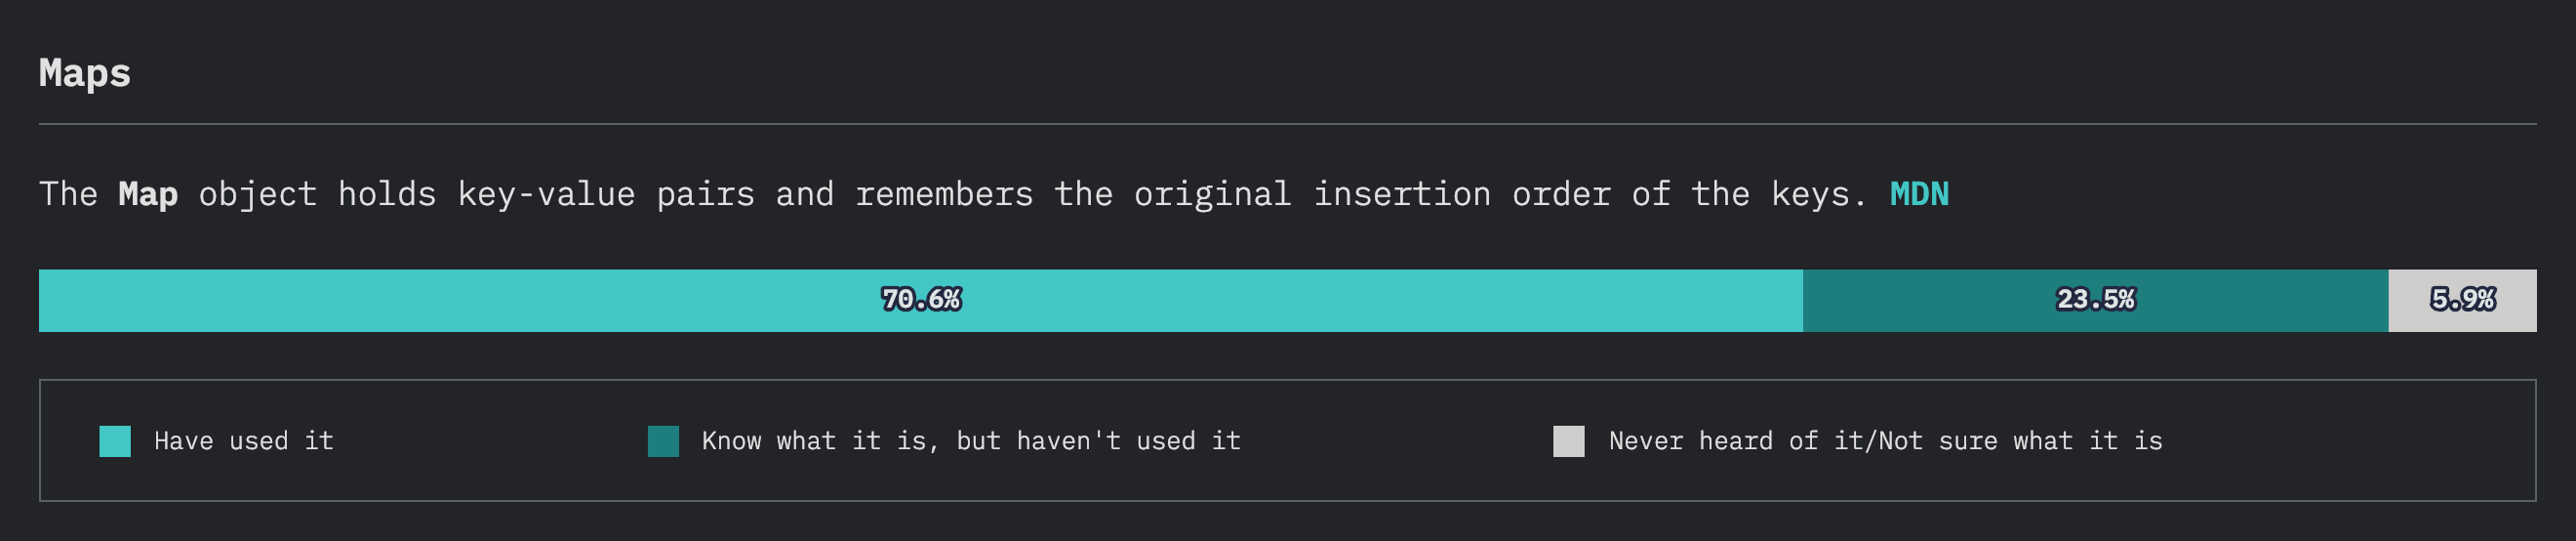 Maps
The Map object holds key-value pairs and remembers the original insertion order of the keys. MDN
70.6% 23.5% 5.9%
Have used it Know what it is, but haven't used it Never heard of it/Not sure what it is